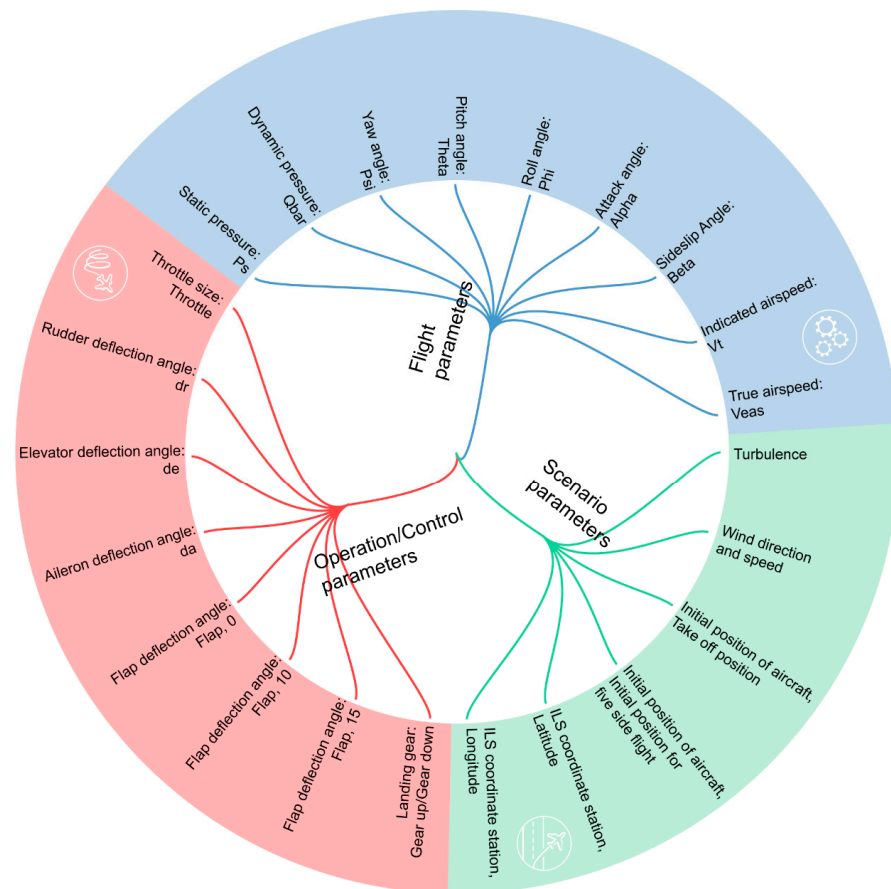 Flight
parameters
Static pressure:
Ps
Dynamic pressure:
Qbar
Yaw angle:
Psi
Pitch angle:
Theta
Roll angle:
Phi
Attack angle:
Alpha
Sideslip Angle:
Beta
Indicated airspeed:
Vt
True airspeed:
Veas
Scenario
parameters
Turbulence
Wind direction
and speed
Initial position of aircraft,
Take off position
Initial position of aircraft,
Initial position for
five side flight
ILS coordinate station,
Latitude
ILS coordinate station,
Longitude
Operation/Control
parameters
Throttle size:
Throttle
Rudder deflection angle:
dr
Elevator deflection angle:
de
Aileron deflection angle:
da
Flap deflection angle:
Flap, 0
Flap deflection angle:
Flap, 10
Flap deflection angle:
Flap, 15
Landing gear:
Gear up/Gear down